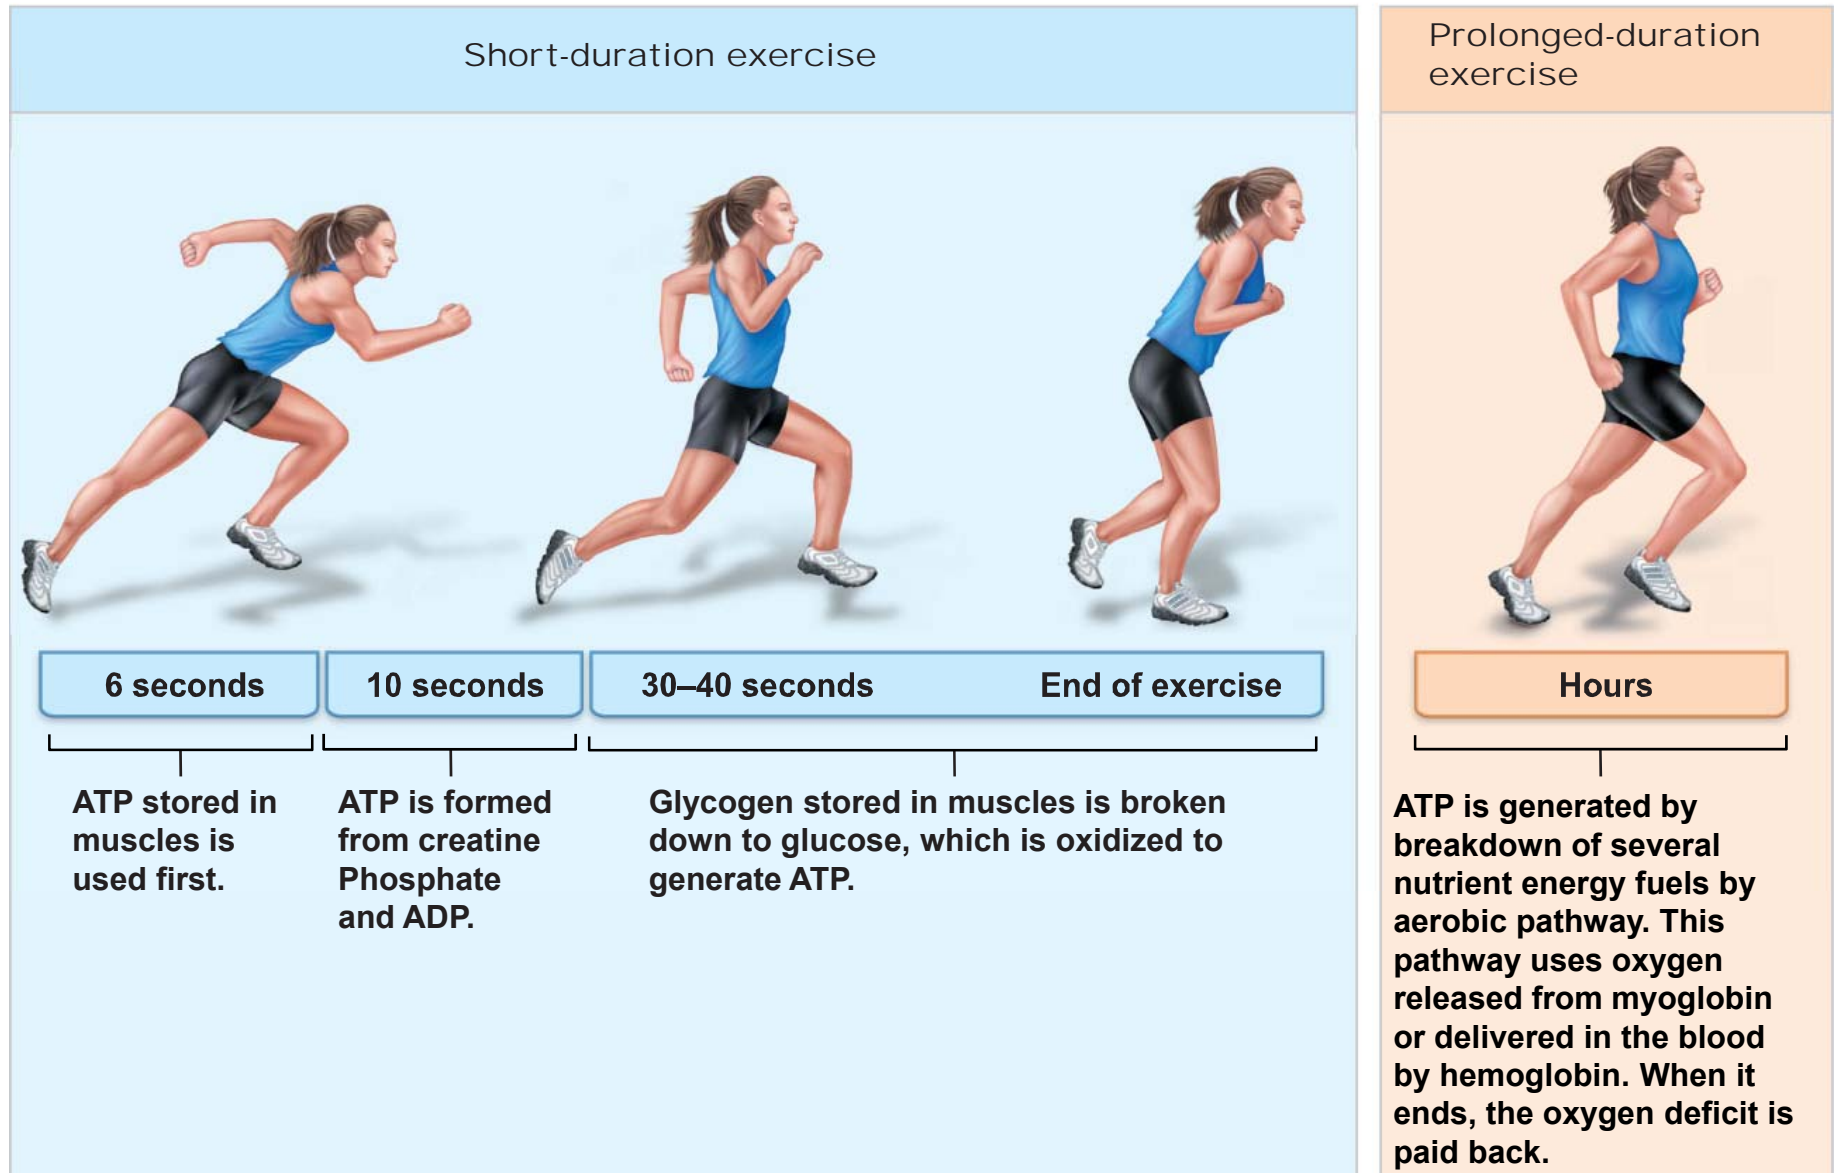 Short-duration exercise
Prolonged-duration
exercise
6 seconds
10 seconds
30–40 seconds
End of exercise
Hours
ATP stored in
muscles is
used first.
ATP is formed
from creatine
Phosphate
and ADP.
Glycogen stored in muscles is broken
down to glucose, which is oxidized to
generate ATP.
ATP is generated by
breakdown of several
nutrient energy fuels by
aerobic pathway. This
pathway uses oxygen
released from myoglobin
or delivered in the blood
by hemoglobin. When it
ends, the oxygen deficit is
paid back.